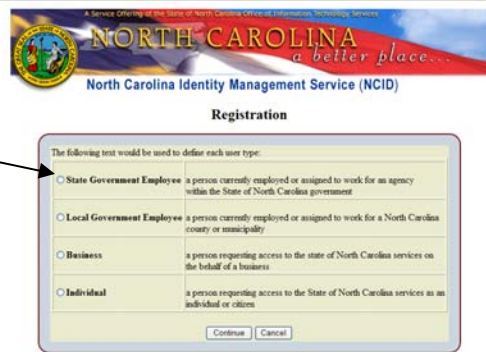 A Service Offering of the State of North Carolina Office of Information Technology Services
NORTH CAROLINA
a better place...
North Carolina Identity Management Service (NCID)
Registration
The following text would be used to define each user type:
State Government Employee a person currently employed or assigned to work for an agency
within the State of North Carolina government
Local Government Employee a person currently employed or assigned to work for a North Carolina
county or municipality
Business a person requesting access to the state of North Carolina services on
the behalf of a business
Individual a person requesting access to the State of North Carolina services as an
individual or citizen
Continue Cancel